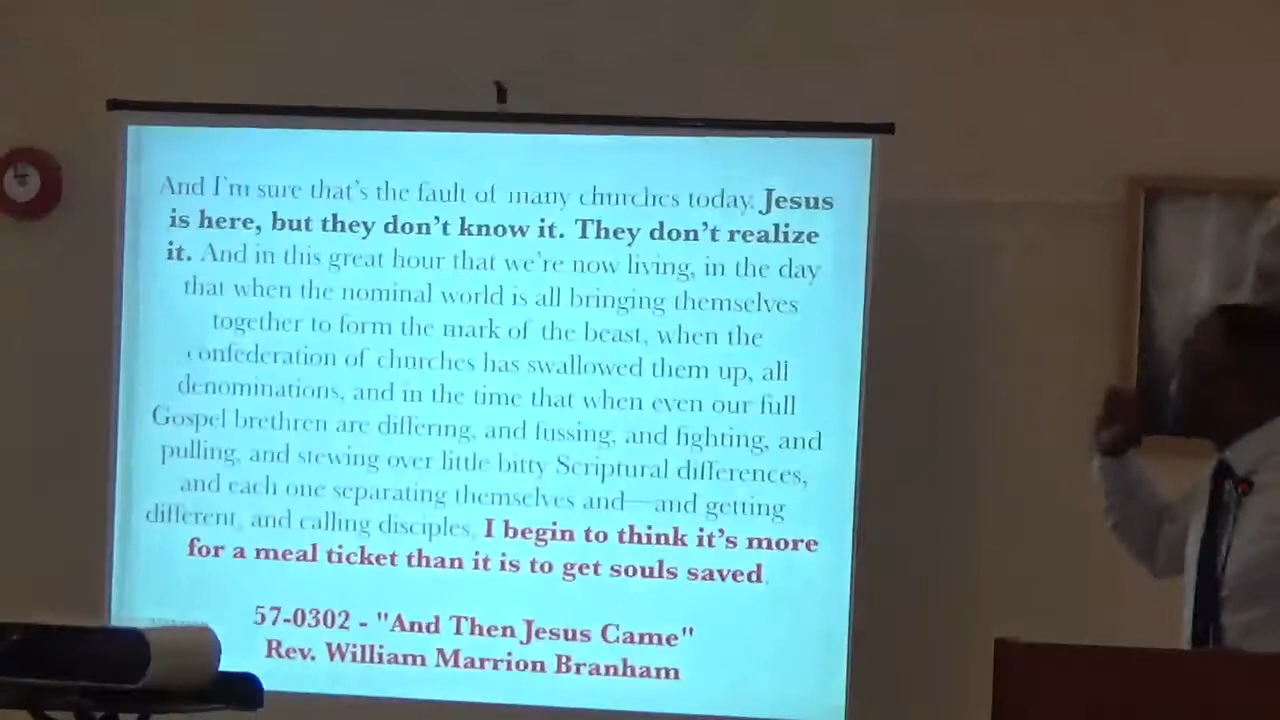 And I'm sure that's the fault of many churches today. Jesus
is here, but they don't know it. They don't realize
it. And in this great hour that we're now living, in the day
that when the nominal world is all bringing themselves
together to form the mark of the beast, when the
confederation of churches has swallowed them up, all
denominations, and in the time that when even our full
Gospel brethren are differing, and fussing, and fighting, and
pulling, and stewing over little bitty Scriptural differences,
and each one separating themselves and—and getting
different, and calling disciples. I begin to think it's more
for a meal ticket than it is to get souls saved.
57-0302 - "And Then Jesus Came"
Rev. William Marrion Branham